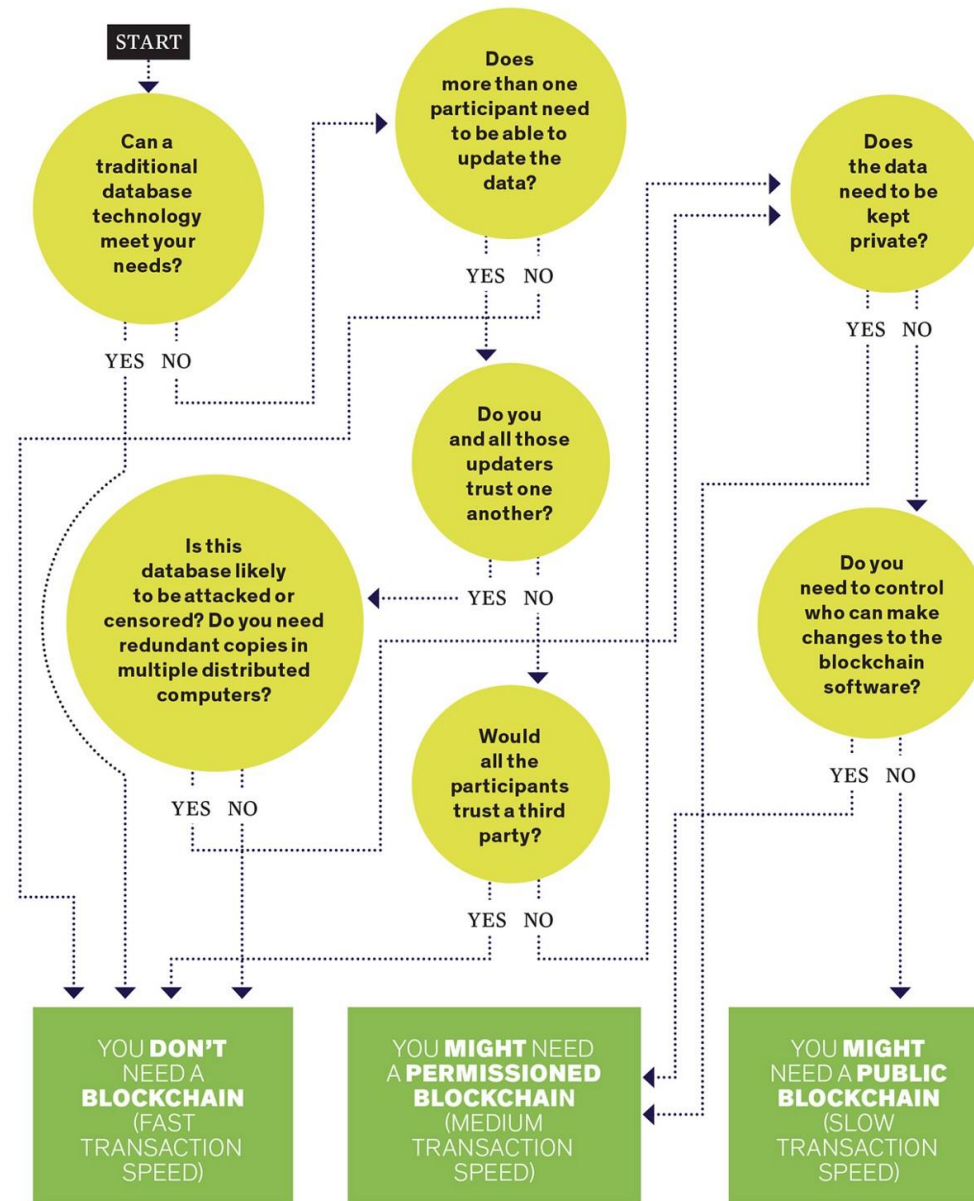 START
Can a
traditional
database
technology
meet your
needs?
YES NO
Does
more than one
participant need
to be able to
update the
data?
YES NO
Does
the data
need to be
kept
private?
YES NO
Do you
and all those
updaters
trust one
another?
YES NO
Is this
database likely
to be attacked or
censored? Do you need
redundant copies in
multiple distributed
computers?
YES NO
Do you
need to control
who can make
changes to the
blockchain
software?
YES NO
Would
all the
participants
trust a third
party?
YES NO
YOU DON'T
NEED A
BLOCKCHAIN
(FAST
TRANSACTION
SPEED)
YOU MIGHT NEED
A PERMISSIONED
BLOCKCHAIN
(MEDIUM
TRANSACTION
SPEED)
YOU MIGHT
NEED A PUBLIC
BLOCKCHAIN
(SLOW
TRANSACTION
SPEED)